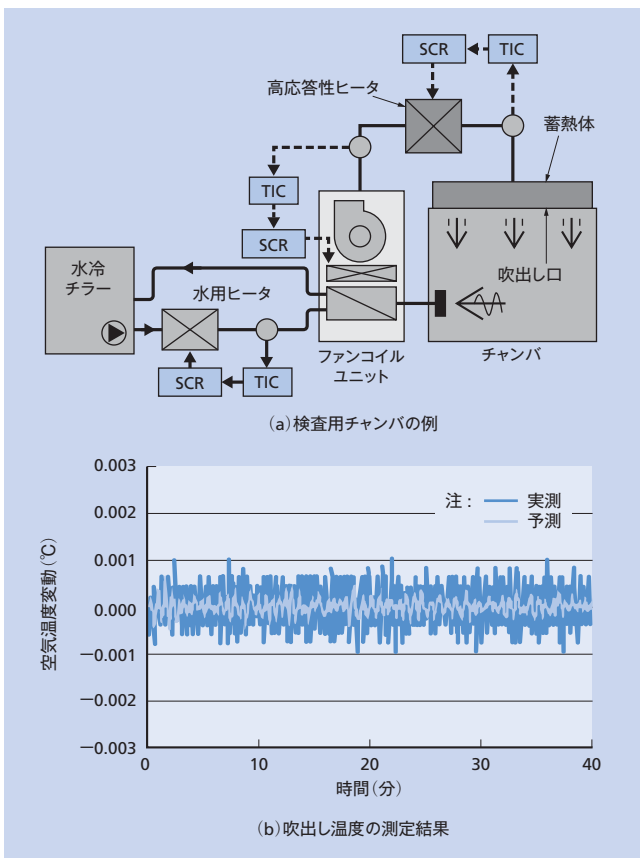 SCR
TIC
高応答性ヒータ
蓄熱体
TIC
SCR
吹出し口
水冷
チラー
水用ヒータ
SCR
TIC
ファンコイル
ユニット
チャンバ
(a)検査用チャンバの例
0.003
0.002
0.001
0.000
−0.001
−0.002
−0.003
空気温度変動(℃)
注: 実測
予測
0 10 20 30 40
時間(分)
(b)吹出し温度の測定結果